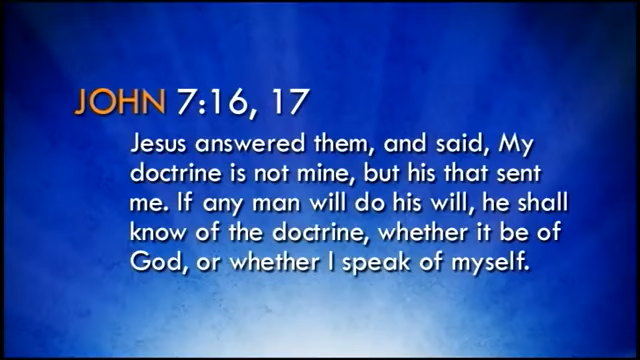 JOHN 7:16, 17
Jesus answered them, and said, My
doctrine is not mine, but his that sent
me. If any man will do his will, he shall
know of the doctrine, whether it be of
God, or whether I speak of myself.